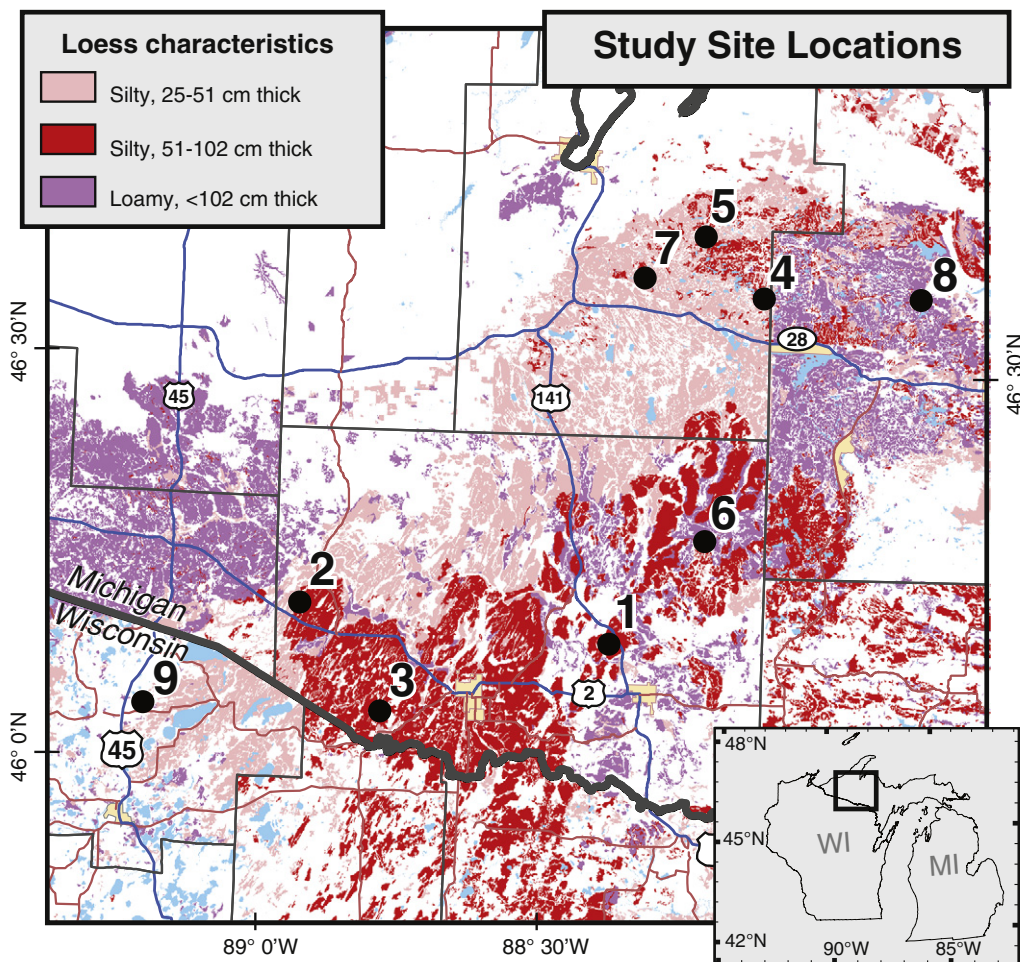 Loess characteristics
Silty, 25-51 cm thick
Silty, 51-102 cm thick
Loamy, <102 cm thick
Study Site Locations
5
7
4
8
46° 30'N
28
46° 30'N
45
141
6
2
Michigan
Wisconsin
1
3
9
2
45
46° 0'N
48°N
45°N
WI
MI
42°N
90°W
85°W
89°0'W
88°30'W